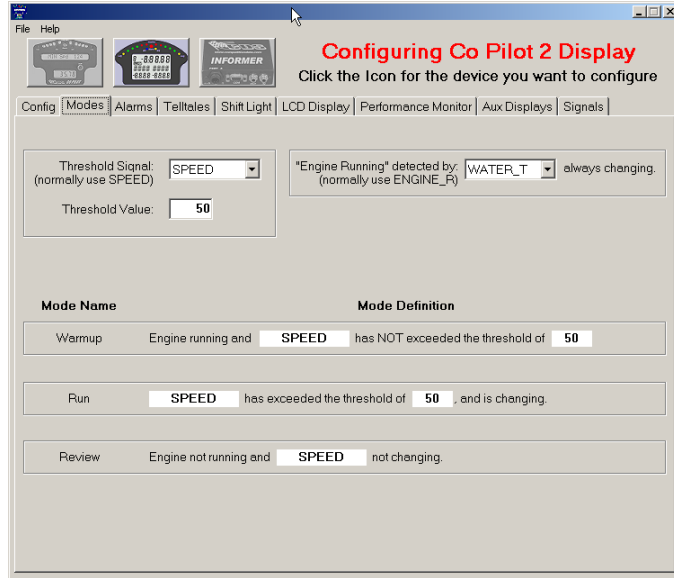 File Help
INFORMER
Configuring Co Pilot 2 Display
Click the Icon for the device you want to configure
Config Modes Alarms Telltales Shift Light LCD Display Performance Monitor Aux Displays Signals
Threshold Signal: SPEED
(normally use SPEED)
Threshold Value: 50
"Engine Running" detected by: WATER_T always changing.
(normally use ENGINE_R)
Mode Name Mode Definition
Warmup Engine running and SPEED has NOT exceeded the threshold of 50
Run SPEED has exceeded the threshold of 50 , and is changing.
Review Engine not running and SPEED not changing.